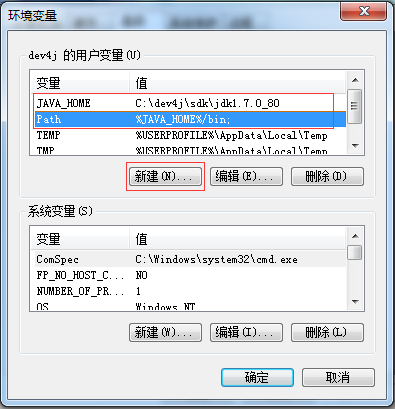 环境变量
dev4j 的用户变量(U)
变量 值
JAVA_HOME C:\dev4j\sdk\jdk1.7.0_80
Path %JAVA_HOME%/bin;
TEMP %USERPROFILE%\AppData\Local\Temp
TMP %USERPROFILE%\AppData\Local\Temp
新建(N)... 编辑(E)... 删除(D)
系统变量(S)
变量 值
ComSpec C:\Windows\system32\cmd.exe
FP_NO_HOST_C... NO
NUMBER_OF_PR... 1
OS Windows_NT
新建(W)... 编辑(I)... 删除(L)
确定 取消